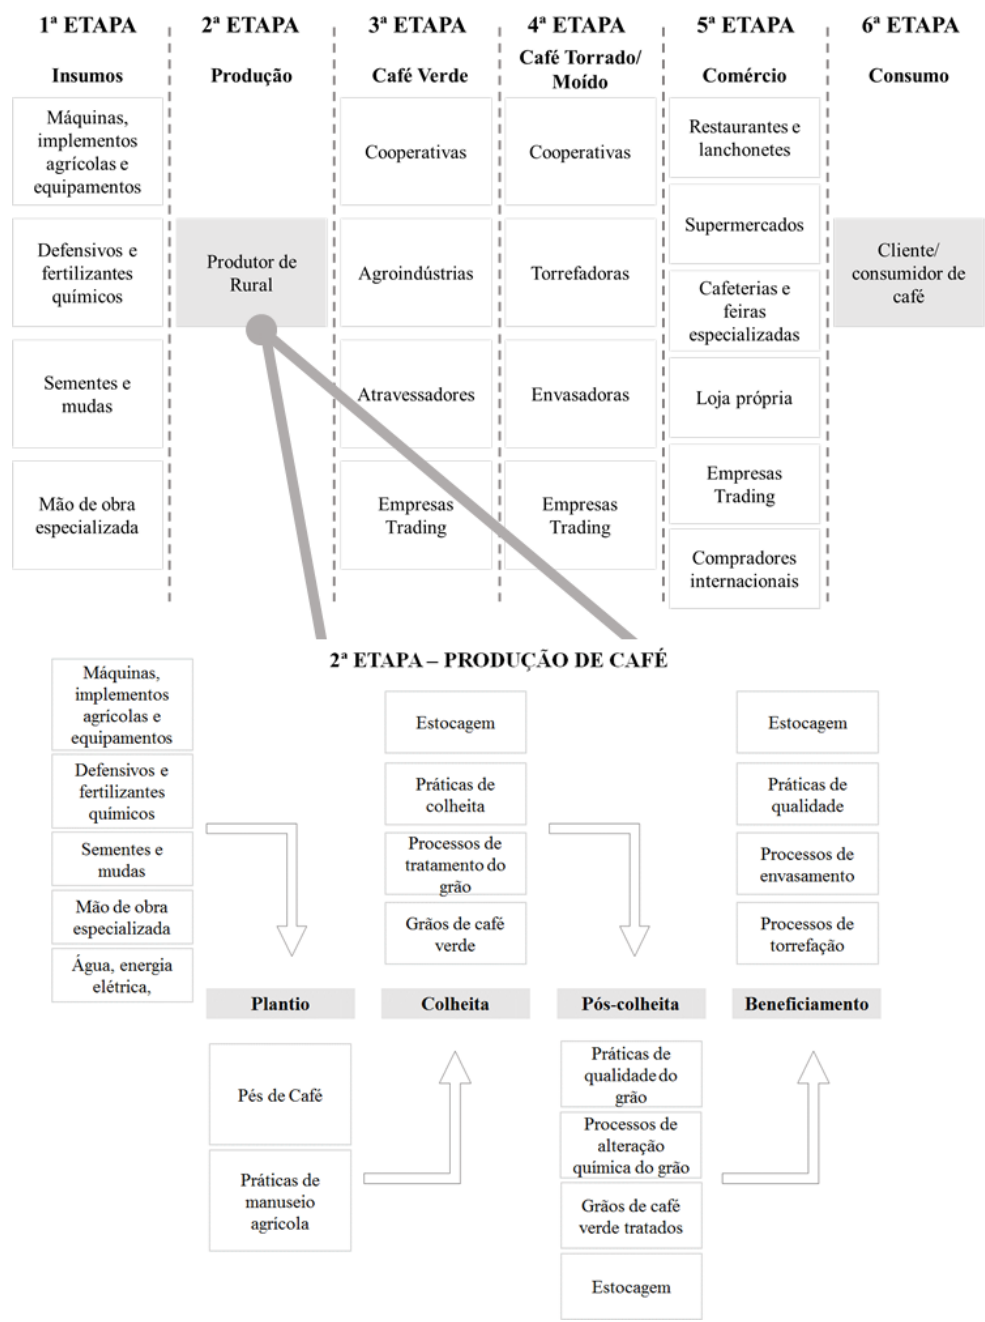 1ª ETAPA
2ª ETAPA
3ª ETAPA
4ª ETAPA
5ª ETAPA
6ª ETAPA
Insumos
Produção
Café Verde
Café Torrado/
Moído
Comércio
Consumo
Máquinas,
implementos
agrícolas e
equipamentos
Defensivos e
fertilizantes
químicos
Sementes e
mudas
Mão de obra
especializada
Produtor de
Rural
Cooperativas
Agroindústrias
Atravessadores
Empresas
Trading
Cooperativas
Torrefadoras
Envasadoras
Empresas
Trading
Restaurantes e
lanchonetes
Supermercados
Cafeterias e
feiras
especializadas
Loja própria
Empresas
Trading
Compradores
internacionais
Cliente/
consumidor de
café
2ª ETAPA – PRODUÇÃO DE CAFÉ
Máquinas,
implementos
agrícolas e
equipamentos
Defensivos e
fertilizantes
químicos
Sementes e
mudas
Mão de obra
especializada
Água, energia
elétrica,
Plantio
Pés de Café
Práticas de
manuseio
agrícola
Estocagem
Práticas de
colheita
Processos de
tratamento do
grão
Grãos de café
verde
Colheita
Pós-colheita
Práticas de
qualidade do
grão
Processos de
alteração
química do grão
Grãos de café
verde tratados
Estocagem
Estocagem
Práticas de
qualidade
Processos de
envasamento
Processos de
torrefação
Beneficiamento